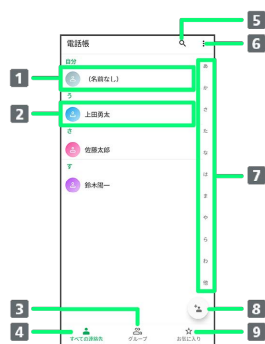 5
電話帳
6
自分
1
(名前なし)
あ
う
か
2
上田勇太
さ
さ
た
佐藤太郎
な
す
は
7
鈴木陽一
ま
や
ら
わ
他
3
8
4
すべての連絡先
グループ
お気に入り
9